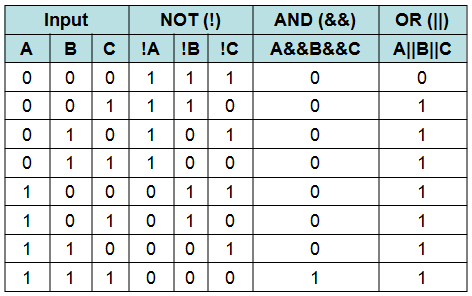 Input NOT (!) AND (&&) OR (||)
A B C !A !B !C A&&B&&C A||B||C
0 0 0 1 1 1 0 0
0 0 1 1 1 0 0 1
0 1 0 1 0 1 0 1
0 1 1 1 0 0 0 1
1 0 0 0 1 1 0 1
1 0 1 0 1 0 0 1
1 1 0 0 0 1 0 1
1 1 1 0 0 0 1 1